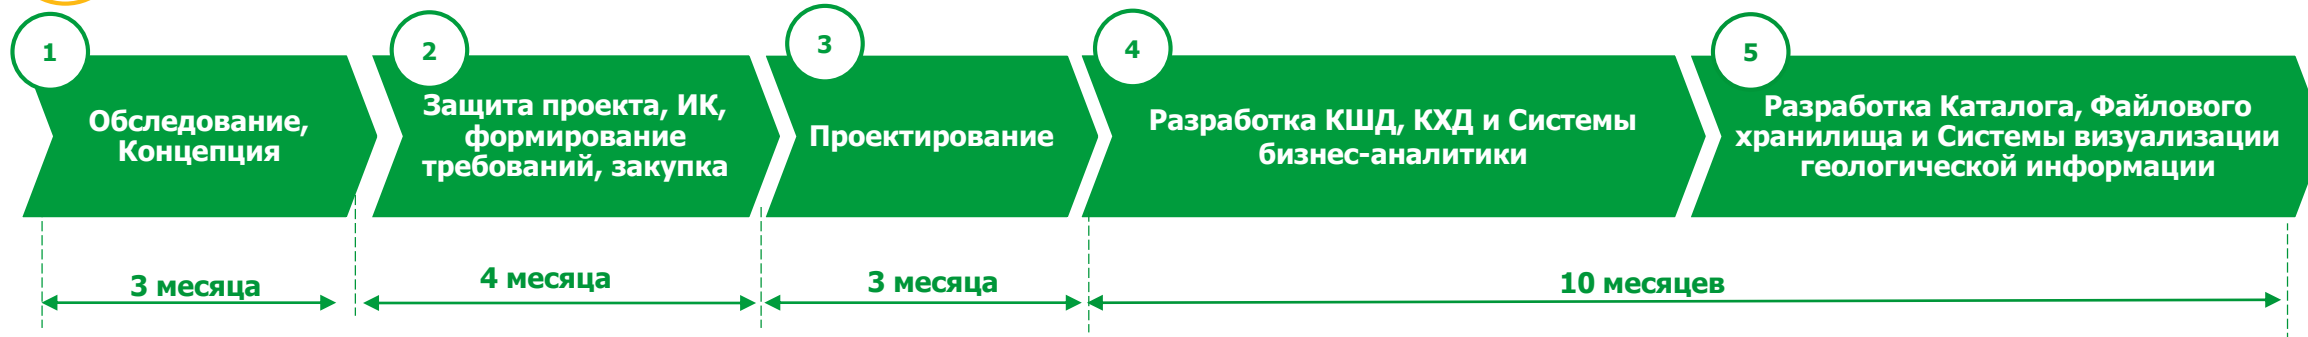 1
Обследование,
Концепция
2
Защита проекта, ИК,
формирование
требований, закупка
3
Проектирование
4
Разработка КШД, КХД и Системы
бизнес-аналитики
5
Разработка Каталога, Файлового
хранилища и Системы визуализации
геологической информации
3 месяца
4 месяца
3 месяца
10 месяцев